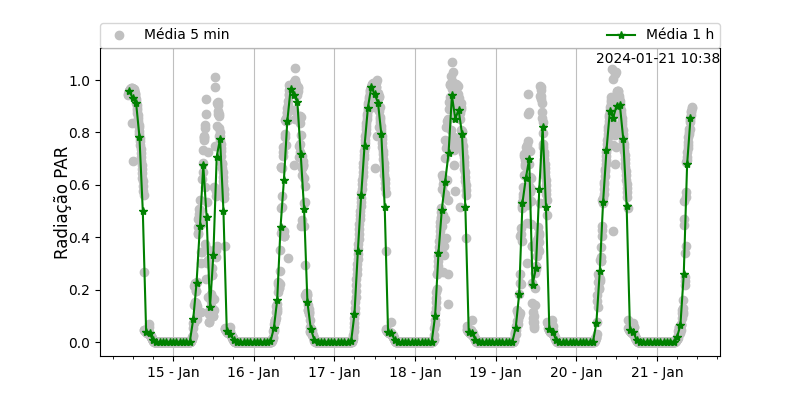 Média 5 min
Média 1 h
2024-01-21 10:38
Radiação PAR
1.0
0.8
0.6
0.4
0.2
0.0
15 - Jan
16 - Jan
17 - Jan
18 - Jan
19 - Jan
20 - Jan
21 - Jan